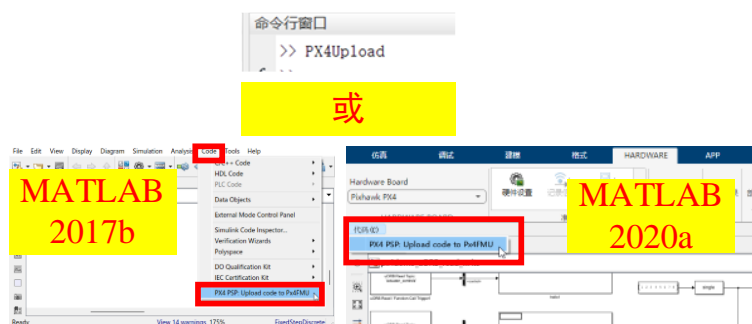 命令行窗口
>> PX4Upload
或
File Edit View Display Diagram Simulation Analysis Code Tools Help
C/C++ Code
HDL Code
PLC Code
Data Objects
External Mode Control Panel
Simulink Code Inspector...
Verification Wizards
Polyspace
DO Qualification Kit
IEC Certification Kit
PX4 PSP: Upload code to Px4FMU
MATLAB
2017b
Ready View 14 warnings 175% FixedStepDiscrete
仿真 调试 建模 格式 HARDWARE APP
Hardware Board
Pixhawk PX4
硬件设置
代码(C)
PX4 PSP: Upload code to Px4FMU
MATLAB
2020a
single